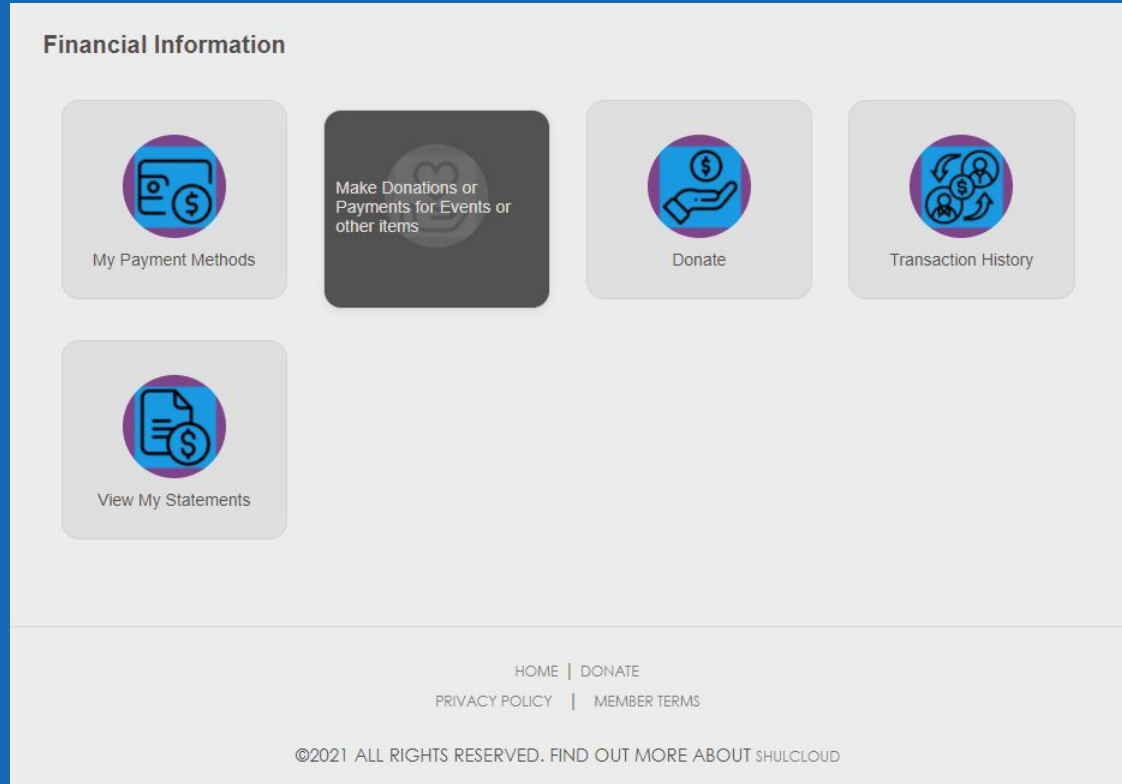 Financial Information
My Payment Methods
Make Donations or
Payments for Events or
other items
Donate
Transaction History
View My Statements
HOME | DONATE
PRIVACY POLICY | MEMBER TERMS
©2021 ALL RIGHTS RESERVED. FIND OUT MORE ABOUT SHULCLOUD